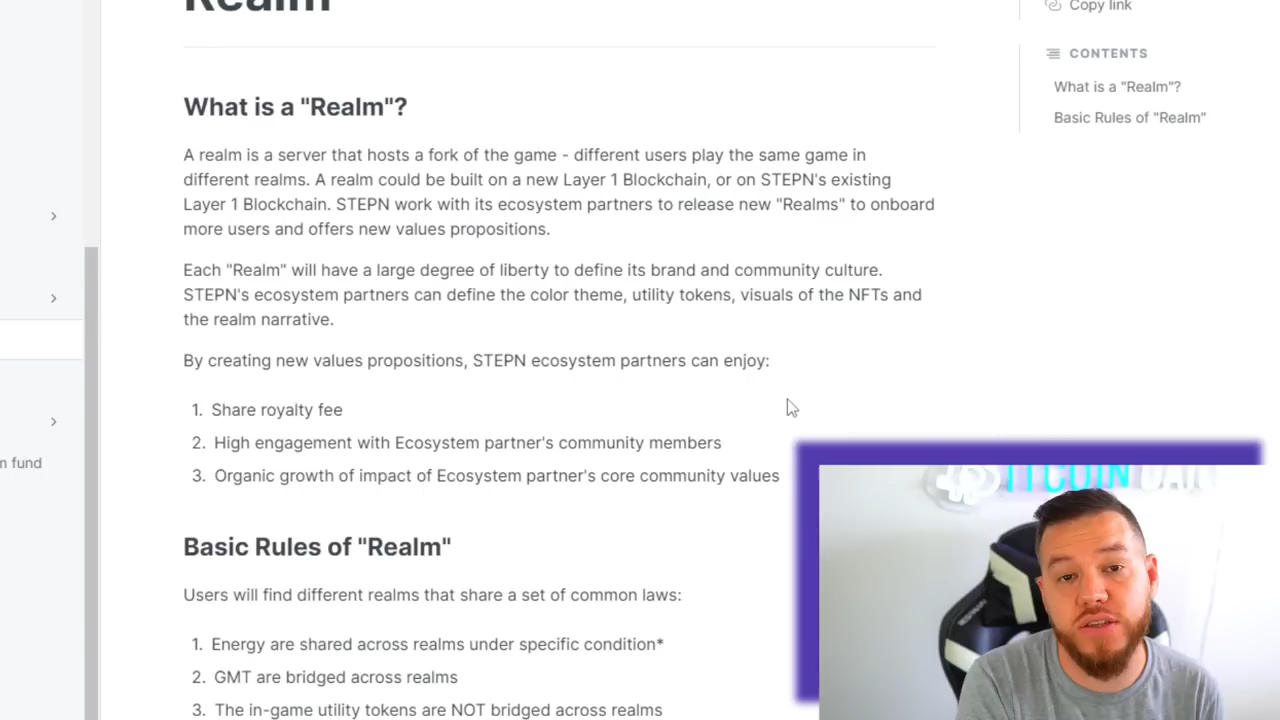 Realm
Copy link
CONTENTS
What is a "Realm"?
Basic Rules of "Realm"
What is a "Realm"?
A realm is a server that hosts a fork of the game - different users play the same game in
different realms. A realm could be built on a new Layer 1 Blockchain, or on STEPN's existing
Layer 1 Blockchain. STEPN work with its ecosystem partners to release new "Realms" to onboard
more users and offers new values propositions.
Each "Realm" will have a large degree of liberty to define its brand and community culture.
STEPN's ecosystem partners can define the color theme, utility tokens, visuals of the NFTs and
the realm narrative.
By creating new values propositions, STEPN ecosystem partners can enjoy:
1. Share royalty fee
2. High engagement with Ecosystem partner's community members
3. Organic growth of impact of Ecosystem partner's core community values
m fund
Basic Rules of "Realm"
Users will find different realms that share a set of common laws:
1. Energy are shared across realms under specific condition*
2. GMT are bridged across realms
3. The in-game utility tokens are NOT bridged across realms
ITCOIN